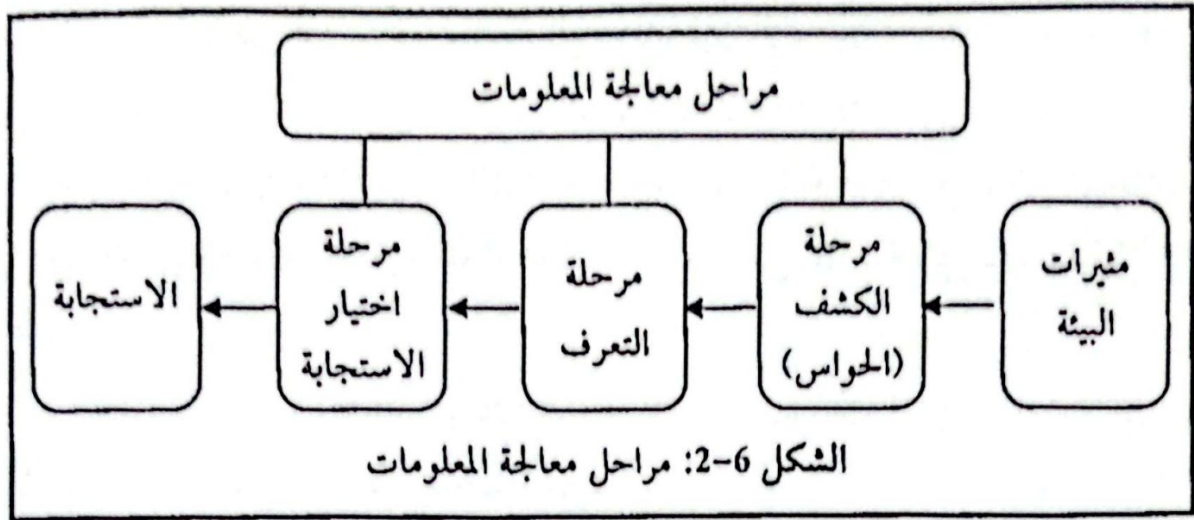 مراحل معالجة المعلومات
مثيرات
البيئة
مرحلة
الكشف
(الحواس)
مرحلة
التعرف
مرحلة
اختيار
الاستجابة
الاستجابة
الشكل 6-2: مراحل معالجة المعلومات